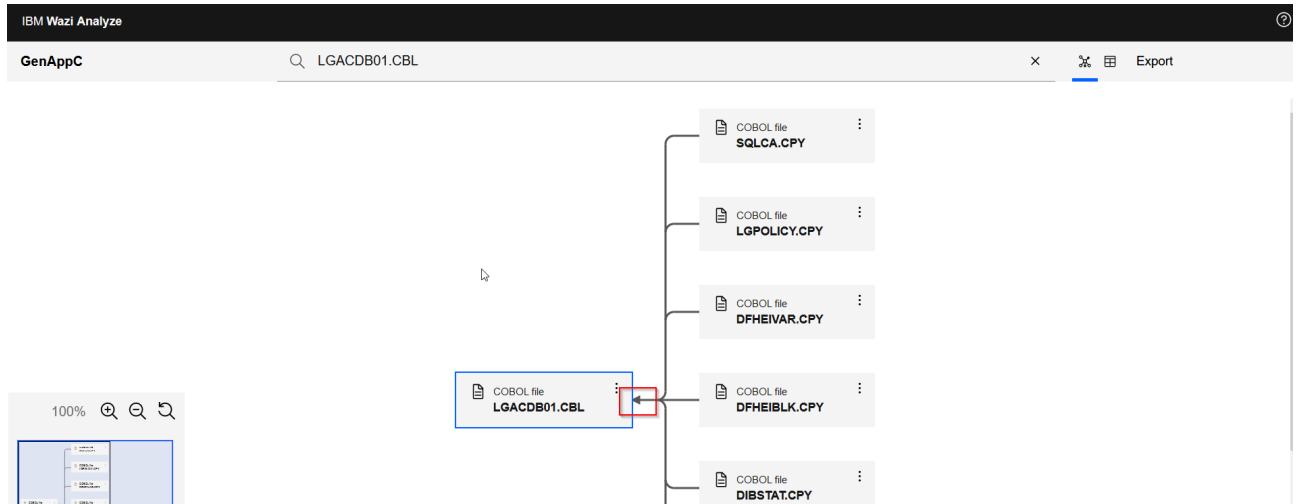 IBM Wazi Analyze
GenAppC
LGACDB01.CBL
Export
COBOL file
SQLCA.CPY
COBOL file
LGPOLICY.CPY
COBOL file
DFHEIVAR.CPY
COBOL file
LGACDB01.CBL
COBOL file
DFHEIBLK.CPY
100%
COBOL file
DIBSTAT.CPY